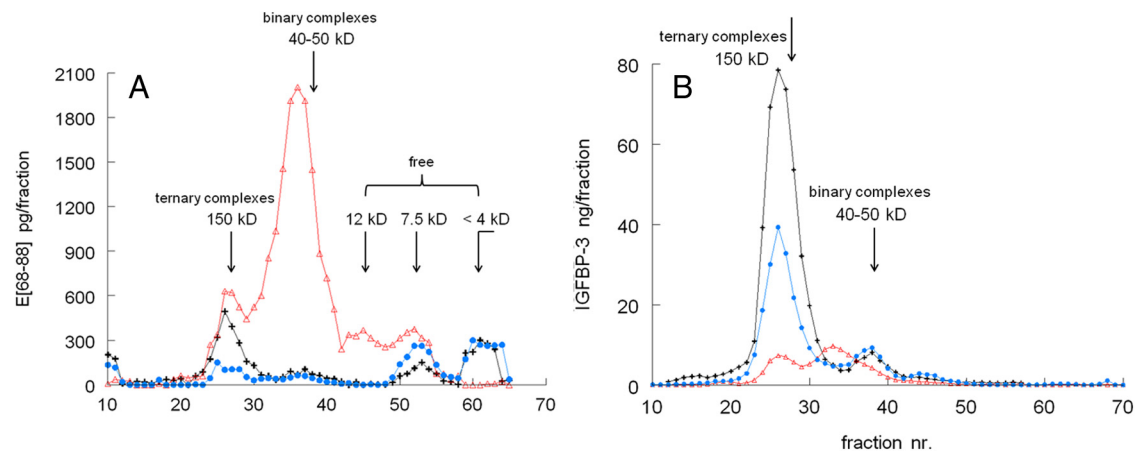 A
binary complexes
40-50 kD
E[68-88] pg/fraction
2100
1800
1500
1200
900
600
300
0
ternary complexes
150 kD
free
12 kD
7.5 kD
< 4 kD
10
20
30
40
50
60
70
B
ternary complexes
150 kD
IGFBP-3 ng/fraction
80
60
40
20
0
binary complexes
40-50 kD
10
20
30
40
50
60
70
fraction nr.